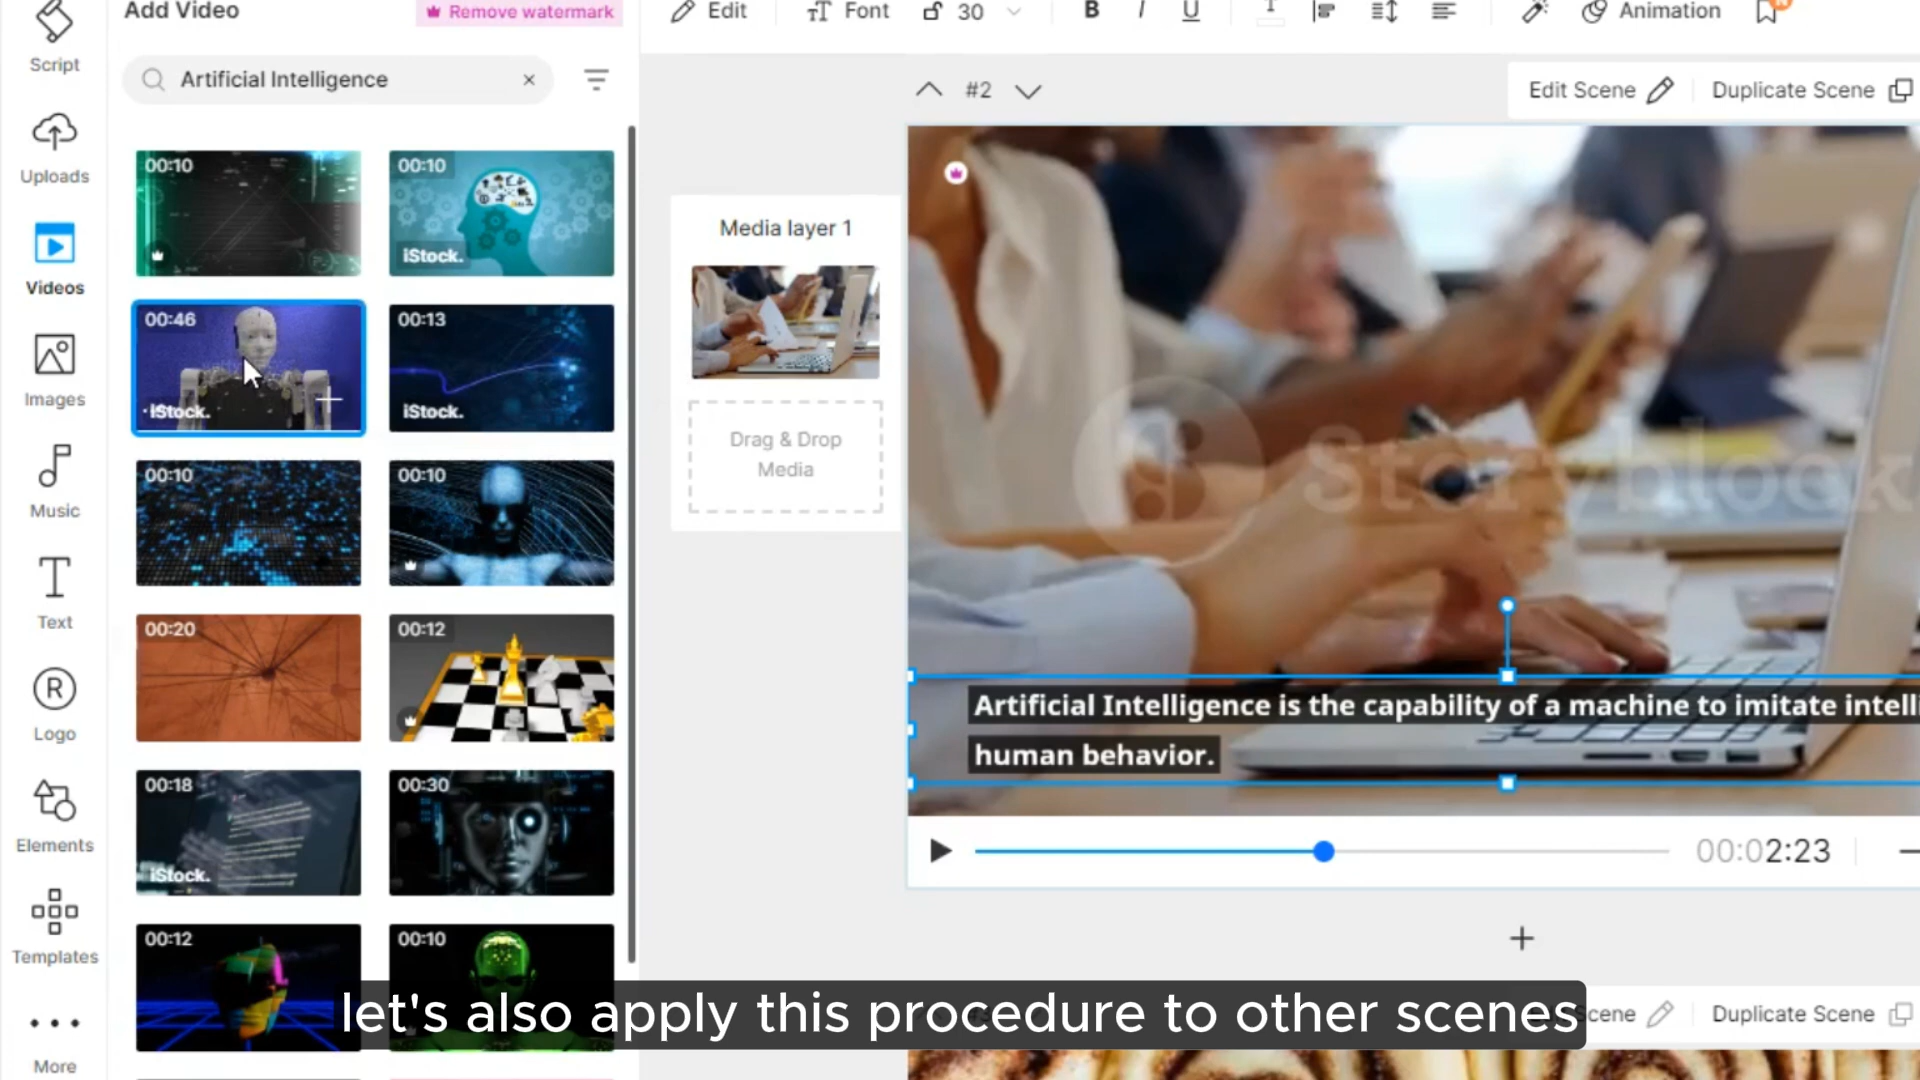 Add Video
Remove watermark
Edit
Font
30
B
I
U
T
Animation
Script
Artificial Intelligence
#2
Edit Scene
Duplicate Scene
Uploads
00:10
00:10
iStock.
Media layer 1
Videos
00:46
iStock.
00:13
iStock.
Images
Drag & Drop
Media
Storyblock
Music
00:10
00:10
Text
00:20
00:12
Artificial Intelligence is the capability of a machine to imitate intelli
human behavior.
Logo
00:18
iStock.
00:30
Elements
00:02:23
Templates
00:12
00:10
let's also apply this procedure to other scenes
Scene
Duplicate Scene
More